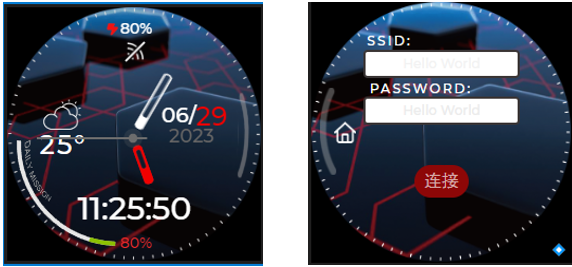 80%
06/29
2023
25°
DAILY MISSION
11:25:50
80%
SSID:
Hello World
PASSWORD:
Hello World
连接